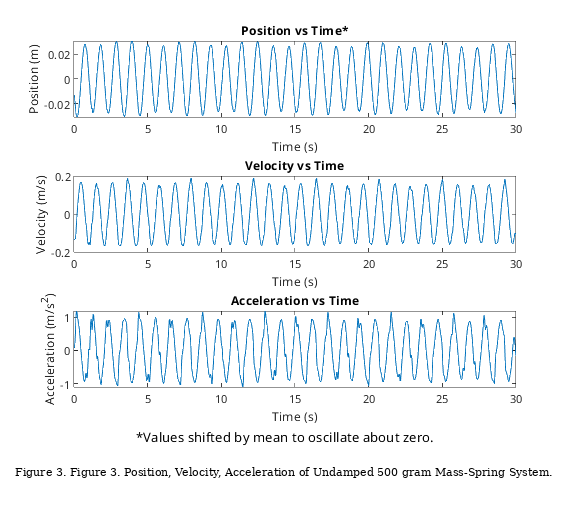 Position vs Time*
Position (m)
0.02
0
-0.02
0 5 10 15 20 25 30
Time (s)
Velocity vs Time
Velocity (m/s)
0.2
0
-0.2
0 5 10 15 20 25 30
Time (s)
Acceleration vs Time
Acceleration (m/s²)
1
0
-1
0 5 10 15 20 25 30
Time (s)
*Values shifted by mean to oscillate about zero.
Figure 3. Figure 3. Position, Velocity, Acceleration of Undamped 500 gram Mass-Spring System.